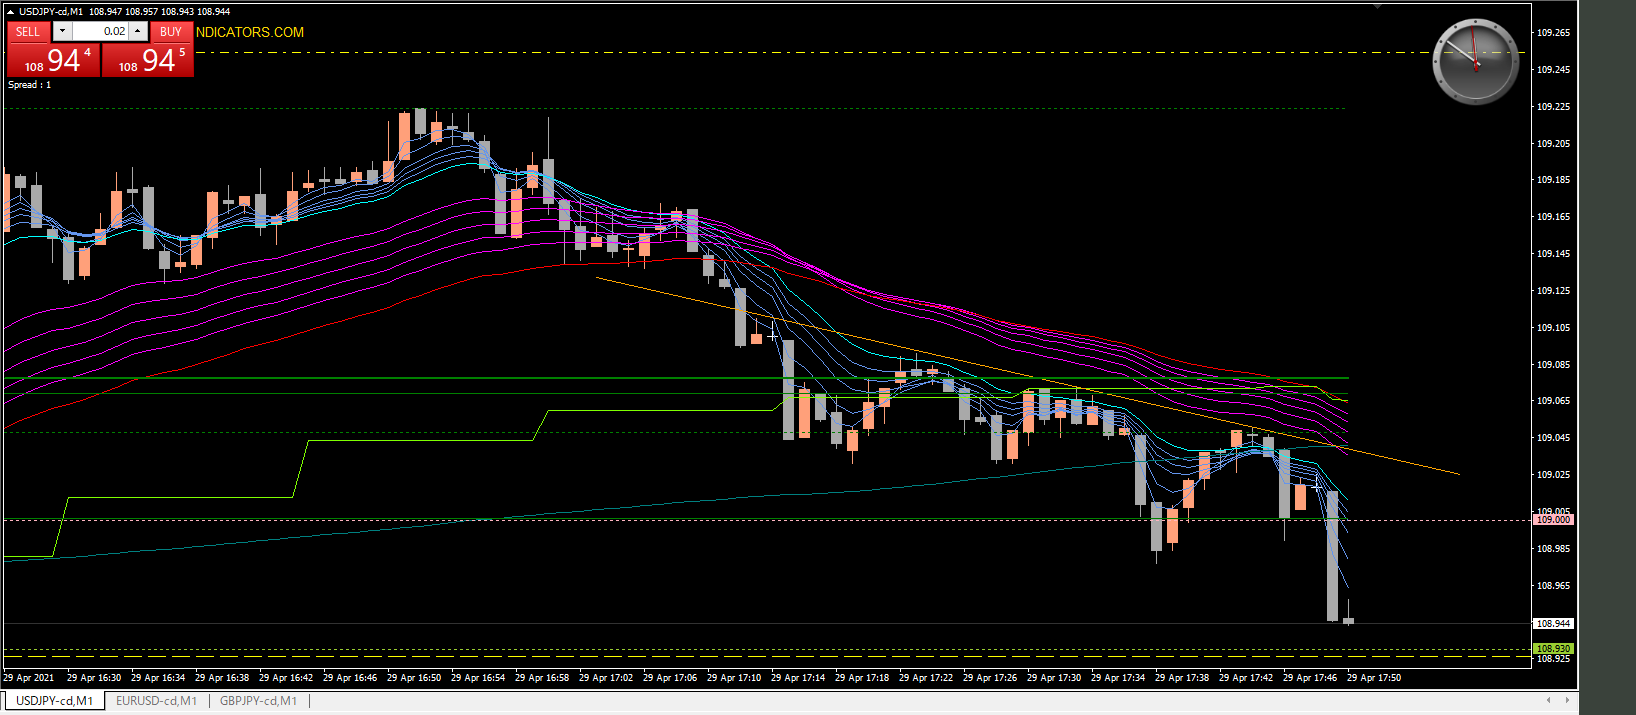 USDJPY-cd,M1 108.947 108.957 108.943 108.944
SELL 0.02 BUY
NDICATORS.COM
108 94 4 108 94 5
Spread : 1
109.265
109.245
109.225
109.205
109.185
109.165
109.145
109.125
109.105
109.085
109.065
109.045
109.025
109.005
109.000
108.985
108.965
108.944
108.930
108.925
29 Apr 2021 29 Apr 16:30 29 Apr 16:34 29 Apr 16:38 29 Apr 16:42 29 Apr 16:46 29 Apr 16:50 29 Apr 16:54 29 Apr 16:58 29 Apr 17:02 29 Apr 17:06 29 Apr 17:10 29 Apr 17:14 29 Apr 17:18 29 Apr 17:22 29 Apr 17:26 29 Apr 17:30 29 Apr 17:34 29 Apr 17:38 29 Apr 17:42 29 Apr 17:46 29 Apr 17:50
USDJPY-cd,M1 EURUSD-cd,M1 GBPJPY-cd,M1